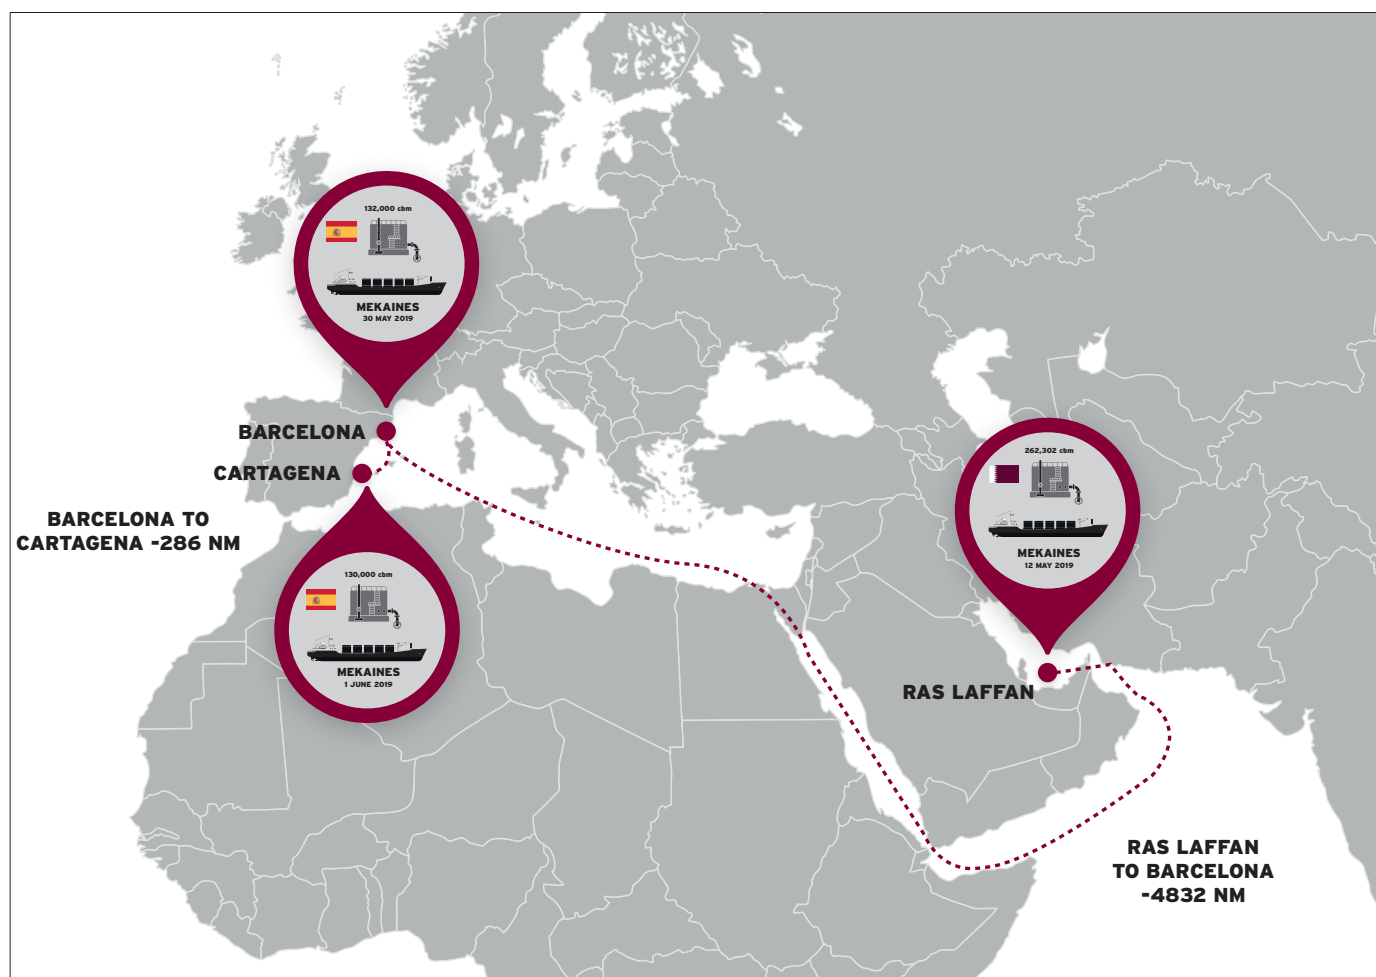 132,000 cbm
MEKAINES
30 MAY 2019
BARCELONA
CARTAGENA
BARCELONA TO
CARTAGENA -286 NM
130,000 cbm
MEKAINES
1 JUNE 2019
262,302 cbm
MEKAINES
12 MAY 2019
RAS LAFFAN
RAS LAFFAN
TO BARCELONA
-4832 NM